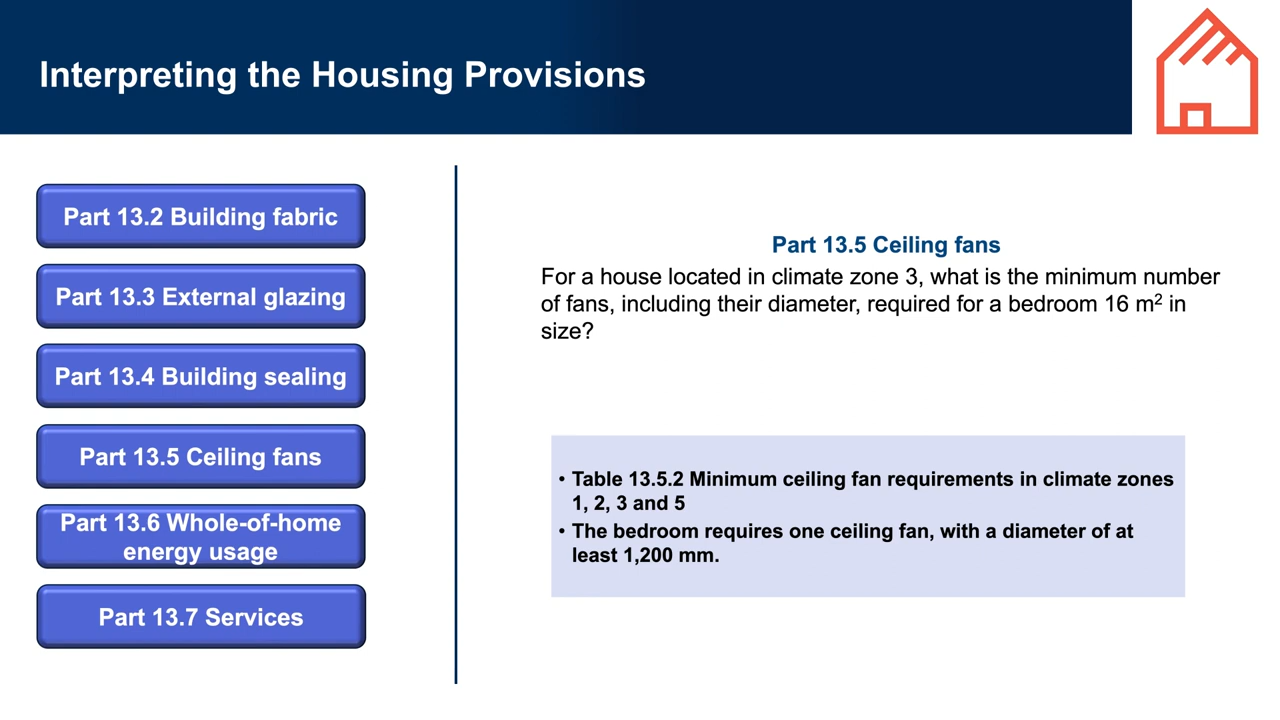 Interpreting the Housing Provisions
Part 13.2 Building fabric
Part 13.3 External glazing
Part 13.4 Building sealing
Part 13.5 Ceiling fans
Part 13.6 Whole-of-home
energy usage
Part 13.7 Services
Part 13.5 Ceiling fans
For a house located in climate zone 3, what is the minimum number
of fans, including their diameter, required for a bedroom 16 m² in
size?
• Table 13.5.2 Minimum ceiling fan requirements in climate zones
1, 2, 3 and 5
• The bedroom requires one ceiling fan, with a diameter of at
least 1,200 mm.